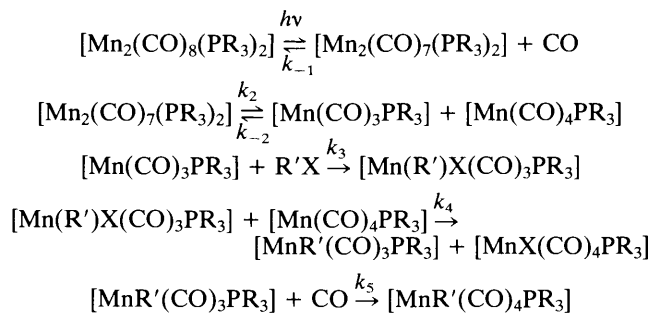 [Mn₂(CO)₈(PR₃)₂] ⇌ [Mn₂(CO)₇(PR₃)₂] + CO hν k₋₁
[Mn₂(CO)₇(PR₃)₂] ⇌ [Mn(CO)₃PR₃] + [Mn(CO)₄PR₃] k₂ k₋₂
[Mn(CO)₃PR₃] + R′X →k₃ [Mn(R′)X(CO)₃PR₃]
[Mn(R′)X(CO)₃PR₃] + [Mn(CO)₄PR₃] →k₄
[MnR′(CO)₃PR₃] + [MnX(CO)₄PR₃]
[MnR′(CO)₃PR₃] + CO →k₅ [MnR′(CO)₄PR₃]